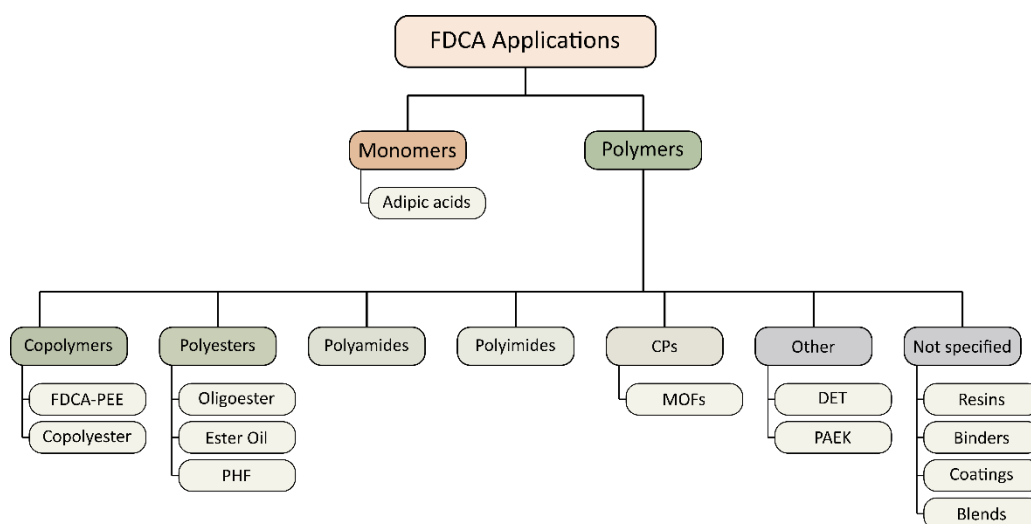 FDCA Applications
Monomers
Polymers
Adipic acids
Copolymers
Polyesters
Polyamides
Polyimides
CPs
Other
Not specified
FDCA-PEE
Oligoester
MOFs
DET
Resins
Copolyester
Ester Oil
PAEK
Binders
PHF
Coatings
Blends